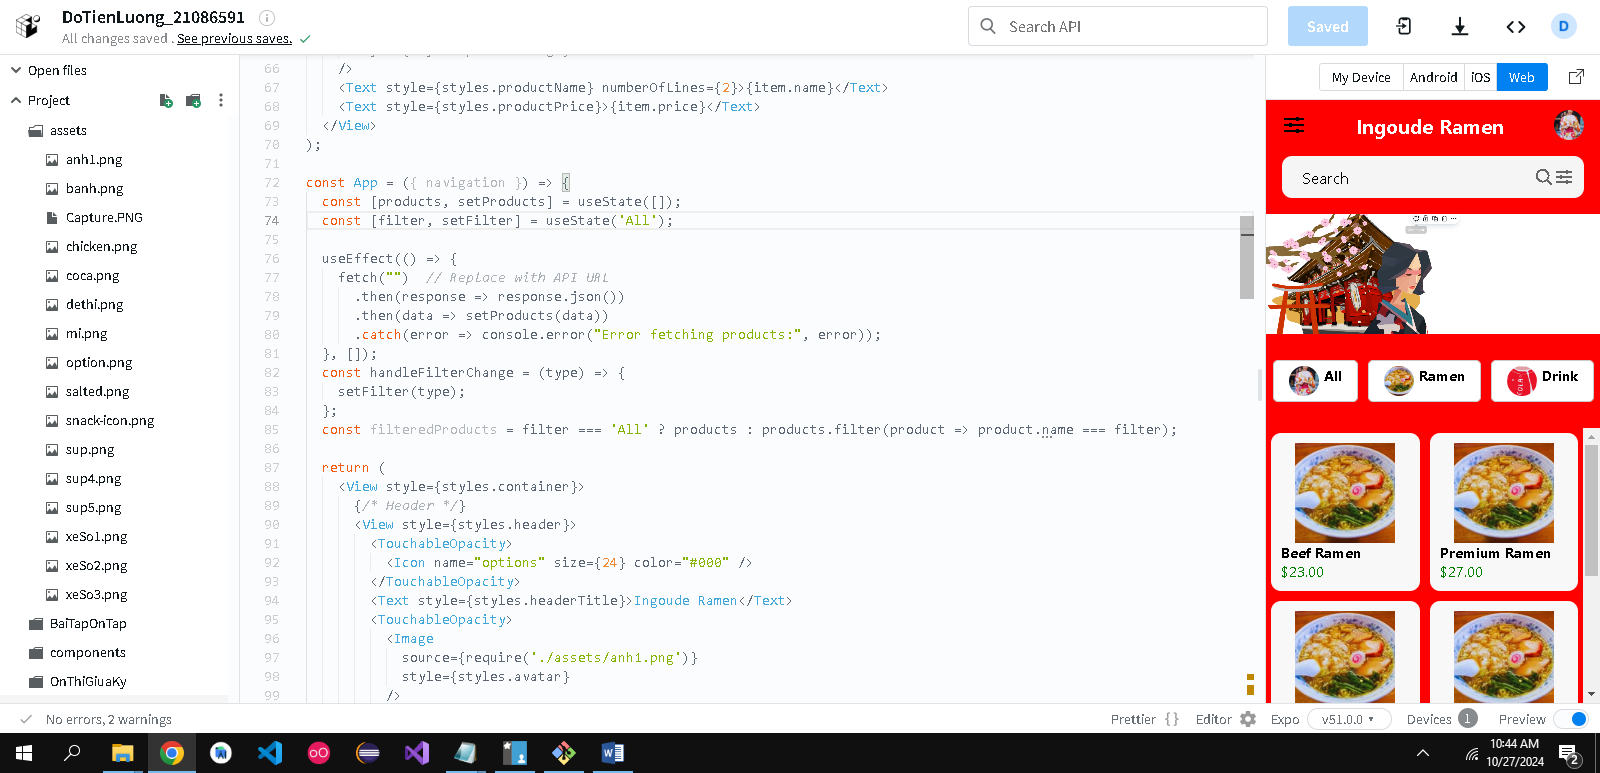 DoTienLuong_21086591
All changes saved . See previous saves.
Search API
Saved
D
Open files
Project
assets
anh1.png
banh.png
Capture.PNG
chicken.png
coca.png
dethi.png
mi.png
option.png
salted.png
snack-icon.png
sup.png
sup4.png
sup5.png
xeSo1.png
xeSo2.png
xeSo3.png
BaiTapOnTap
components
OnThiGiuaKy
66 />
67 <Text style={styles.productName} numberOfLines={2}>{item.name}</Text>
68 <Text style={styles.productPrice}>{item.price}</Text>
69 </View>
70 );
71
72 const App = ({ navigation }) => {
73 const [products, setProducts] = useState([]);
74 const [filter, setFilter] = useState('All');
75
76 useEffect(() => {
77 fetch("") // Replace with API URL
78 .then(response => response.json())
79 .then(data => setProducts(data))
80 .catch(error => console.error("Error fetching products:", error));
81 }, []);
82 const handleFilterChange = (type) => {
83 setFilter(type);
84 };
85 const filteredProducts = filter === 'All' ? products : products.filter(product => product.name === filter);
86
87 return (
88 <View style={styles.container}>
89 {/* Header */}
90 <View style={styles.header}>
91 <TouchableOpacity>
92 <Icon name="options" size={24} color="#000" />
93 </TouchableOpacity>
94 <Text style={styles.headerTitle}>Ingoude Ramen</Text>
95 <TouchableOpacity>
96 <Image
97 source={require('./assets/anh1.png')}
98 style={styles.avatar}
99 />
My Device Android iOS Web
Ingoude Ramen
Search
All Ramen Drink
Beef Ramen
$23.00
Premium Ramen
$27.00
No errors, 2 warnings
Prettier {} Editor Expo v51.0.0 Devices 1 Preview
10:44 AM
10/27/2024
2